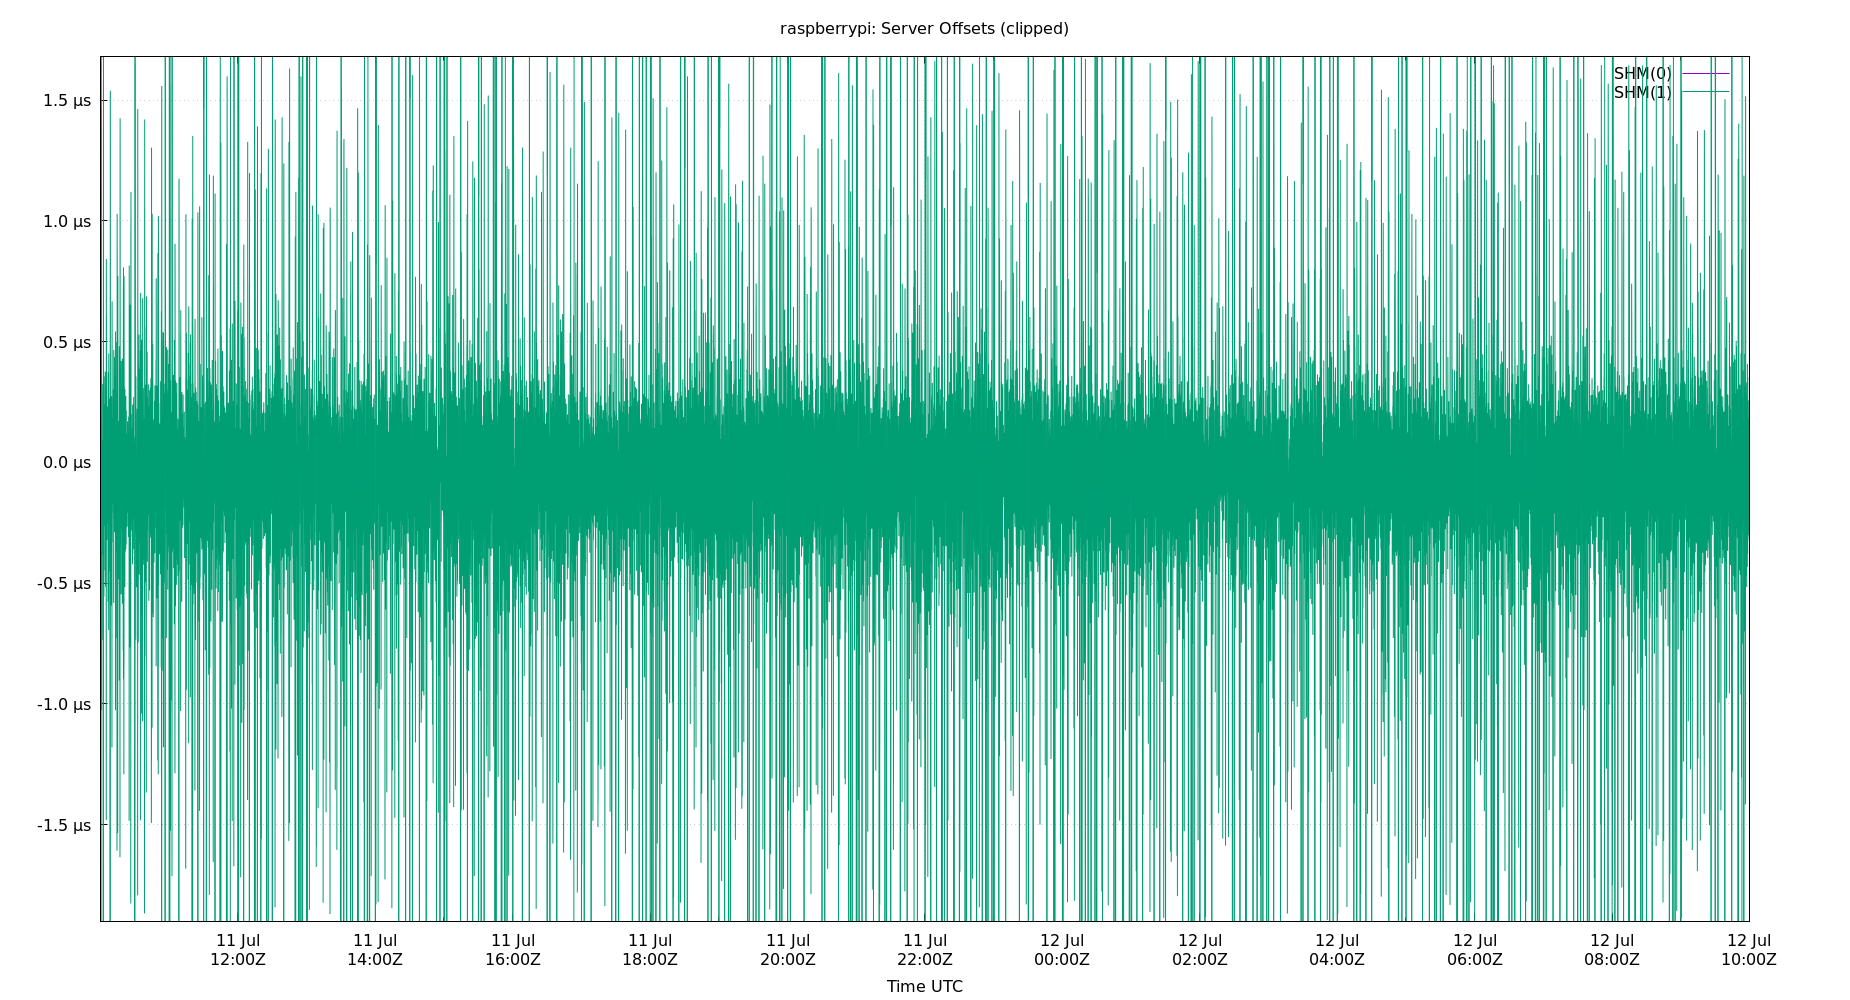 raspberrypi: Server Offsets (clipped)
SHM(0)
SHM(1)
1.5 µs
1.0 µs
0.5 µs
0.0 µs
-0.5 µs
-1.0 µs
-1.5 µs
11 Jul 11 Jul 11 Jul 11 Jul 11 Jul 11 Jul 12 Jul 12 Jul 12 Jul 12 Jul 12 Jul 12 Jul
12:00Z 14:00Z 16:00Z 18:00Z 20:00Z 22:00Z 00:00Z 02:00Z 04:00Z 06:00Z 08:00Z 10:00Z
Time UTC